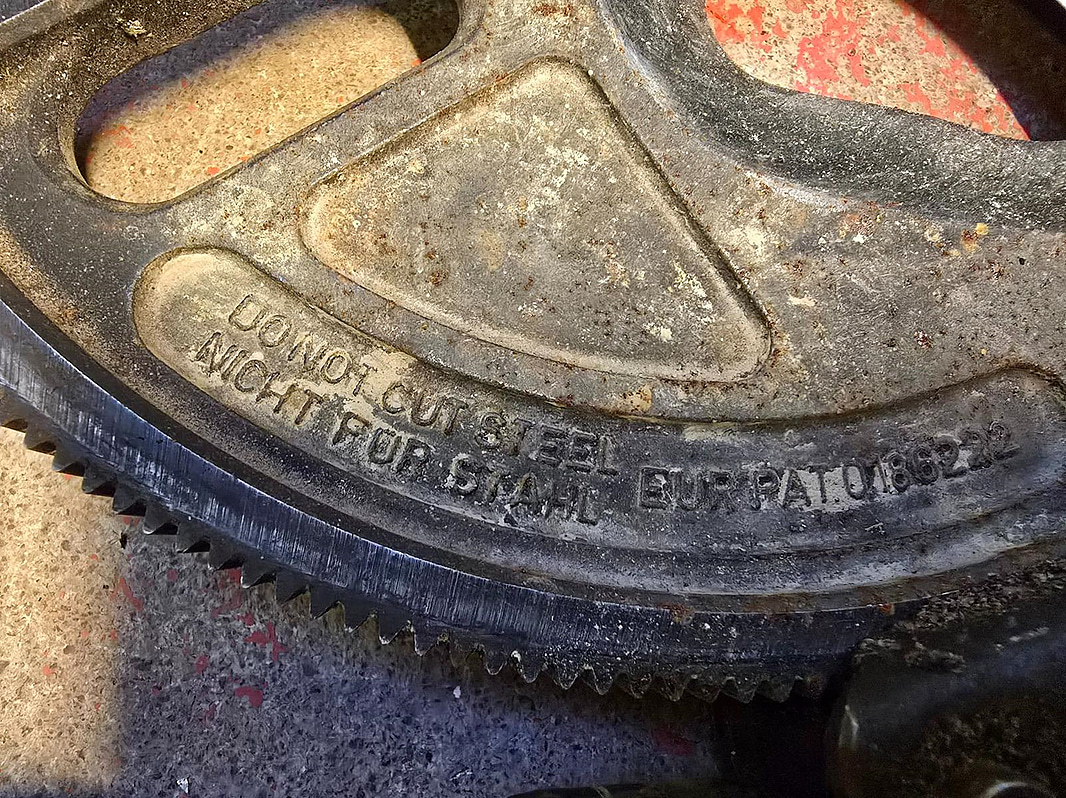 DO NOT CUT STEEL
NICHT FÜR STAHL
EUR PAT. 0186222